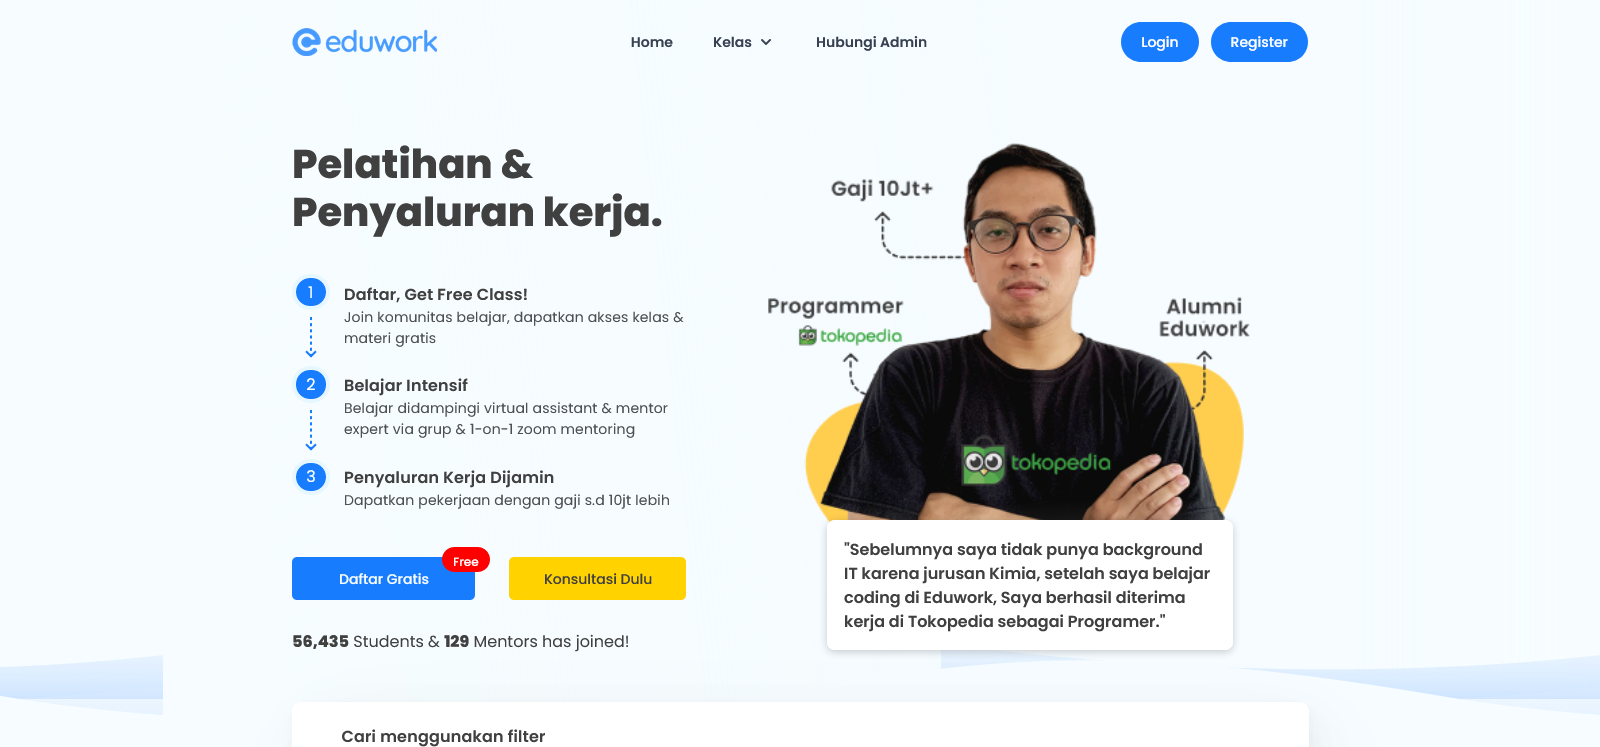 eduwork
Home
Kelas
Hubungi Admin
Login
Register
Pelatihan &
Penyaluran kerja.
1
Daftar, Get Free Class!
Join komunitas belajar, dapatkan akses kelas &
materi gratis
2
Belajar Intensif
Belajar didampingi virtual assistant & mentor
expert via grup & 1-on-1 zoom mentoring
3
Penyaluran Kerja Dijamin
Dapatkan pekerjaan dengan gaji s.d 10jt lebih
Free
Daftar Gratis
Konsultasi Dulu
56,435 Students & 129 Mentors has joined!
Gaji 10Jt+
Programmer
tokopedia
Alumni
Eduwork
tokopedia
"Sebelumnya saya tidak punya background
IT karena jurusan Kimia, setelah saya belajar
coding di Eduwork, Saya berhasil diterima
kerja di Tokopedia sebagai Programer."
Cari menggunakan filter